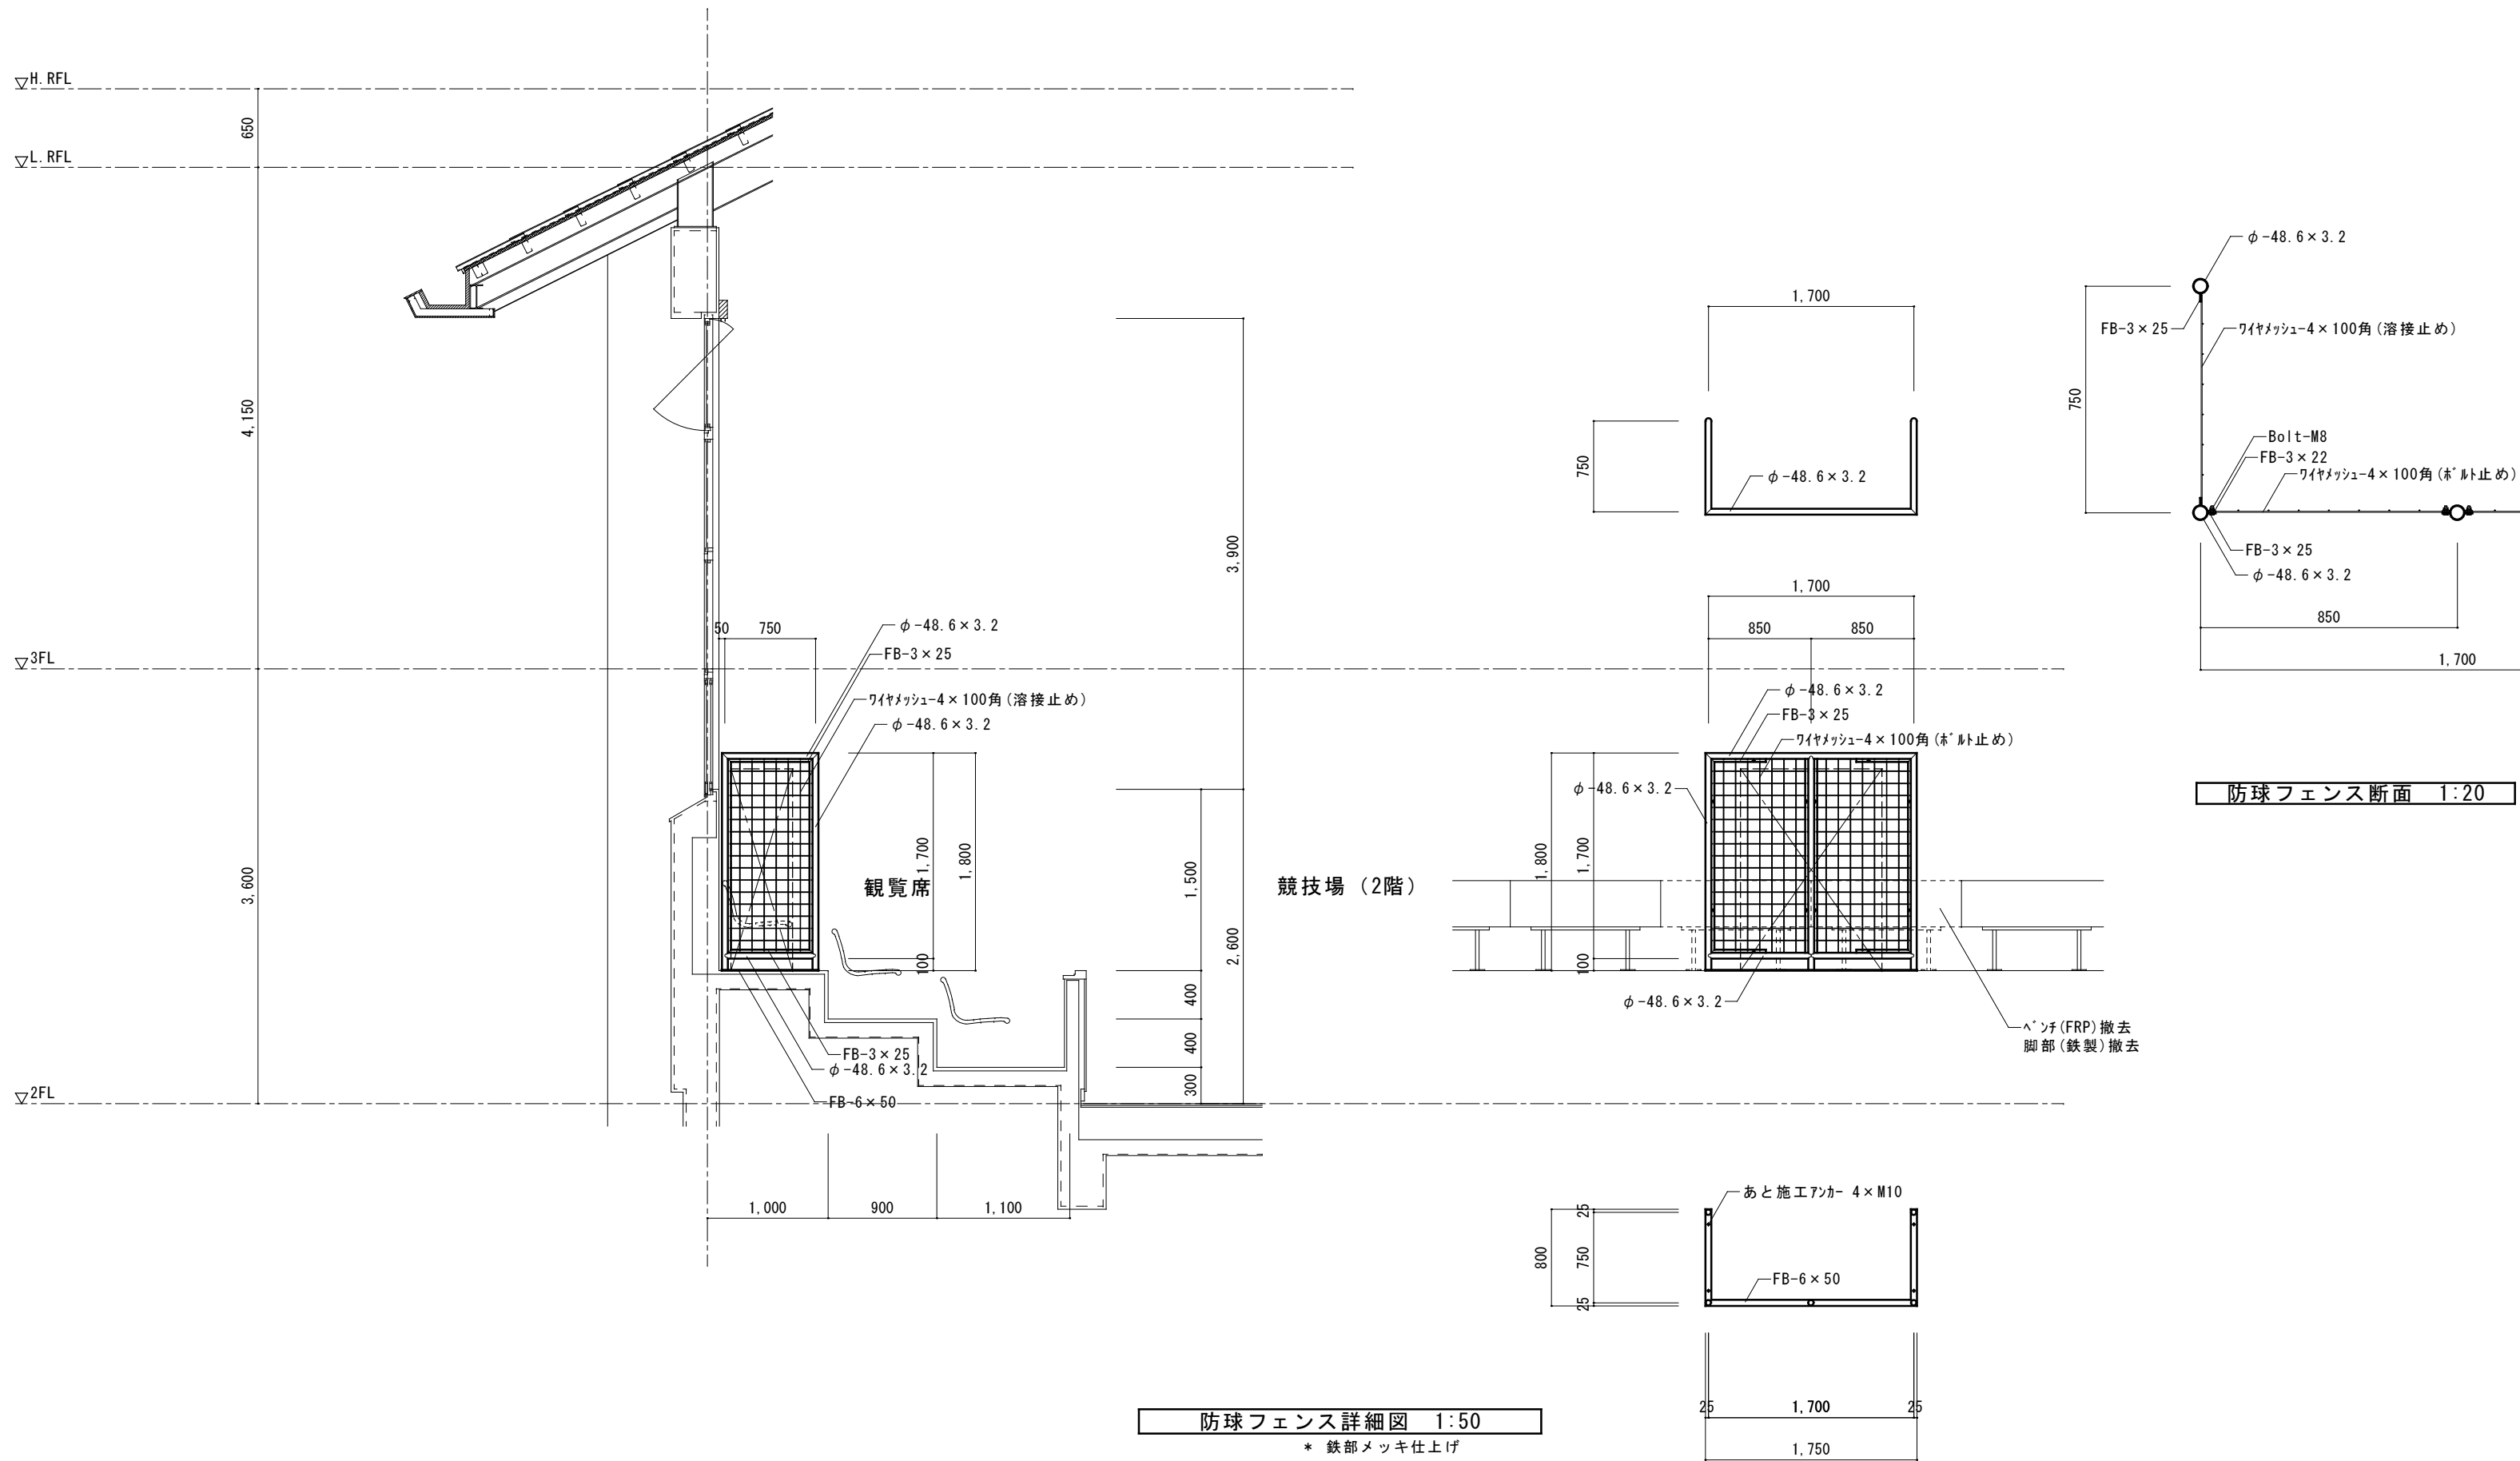 H.RFL
650
L.RFL
4,150
3FL
3,600
2FL
50
750
φ-48.6×3.2
FB-3×25
ワイヤメッシュ-4×100角(溶接止め)
φ-48.6×3.2
観覧席
1,700
100
1,800
3,900
1,500
2,600
400
400
300
FB-3×25
φ-48.6×3.2
FB-6×50
1,000
900
1,100
競技場（2階）
1,700
750
φ-48.6×3.2
1,700
850
850
φ-48.6×3.2
FB-3×25
ワイヤメッシュ-4×100角(ボルト止め)
φ-48.6×3.2
1,800
1,700
100
φ-48.6×3.2
ベンチ(FRP)撤去
脚部(鉄製)撤去
あと施工アンカー 4×M10
25
800
750
FB-6×50
25
25
1,700
25
1,750
φ-48.6×3.2
FB-3×25
ワイヤメッシュ-4×100角(溶接止め)
750
Bolt-M8
FB-3×22
ワイヤメッシュ-4×100角(ボルト止め)
FB-3×25
φ-48.6×3.2
850
1,700
防球フェンス断面 1:20
防球フェンス詳細図 1:50
* 鉄部メッキ仕上げ